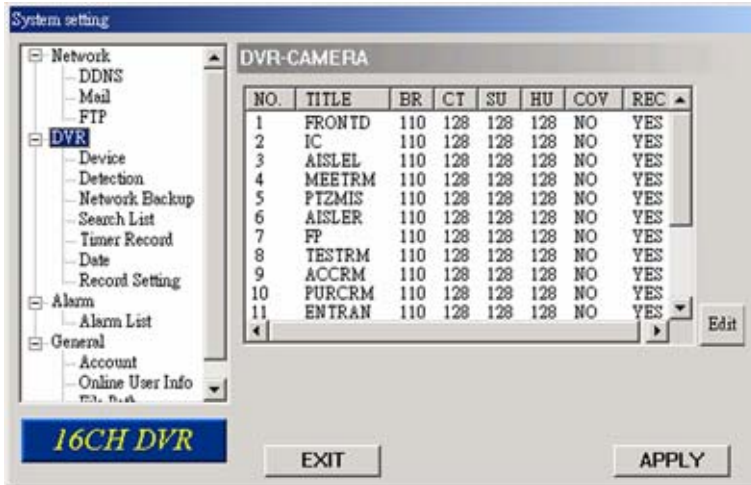 System setting
Network
DDNS
Mail
FTP
DVR
Device
Detection
Network Backup
Search List
Timer Record
Date
Record Setting
Alarm
Alarm List
General
Account
Online User Info
16CH DVR
DVR-CAMERA
NO. TITLE BR CT SU HU COV REC
1 FRONTD 110 128 128 128 NO YES
2 IC 110 128 128 128 NO YES
3 AISLEL 110 128 128 128 NO YES
4 MEETRM 110 128 128 128 NO YES
5 PTZMIS 110 128 128 128 NO YES
6 AISLER 110 128 128 128 NO YES
7 FP 110 128 128 128 NO YES
8 TESTRM 110 128 128 128 NO YES
9 ACCRM 110 128 128 128 NO YES
10 PURCRM 110 128 128 128 NO YES
11 ENTRAN 110 128 128 128 NO YES
Edit
EXIT APPLY